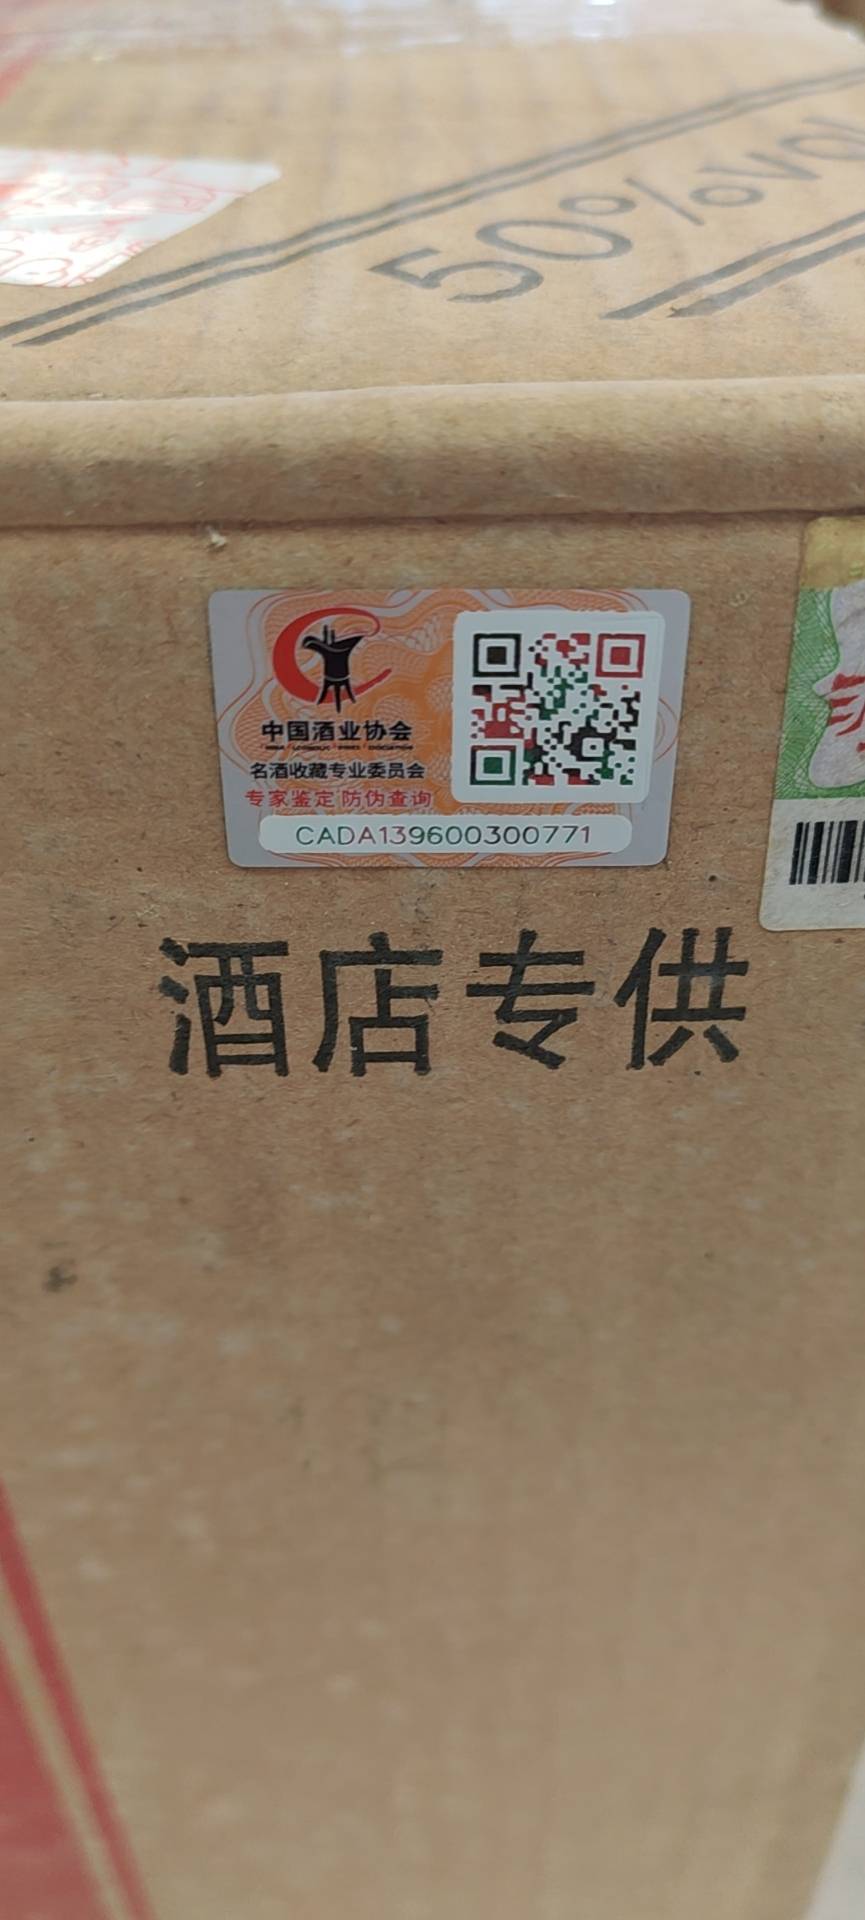 50%VOL
中国酒业协会
名酒收藏专业委员会
专家鉴定 防伪查询
CADA139600300771
酒店专供